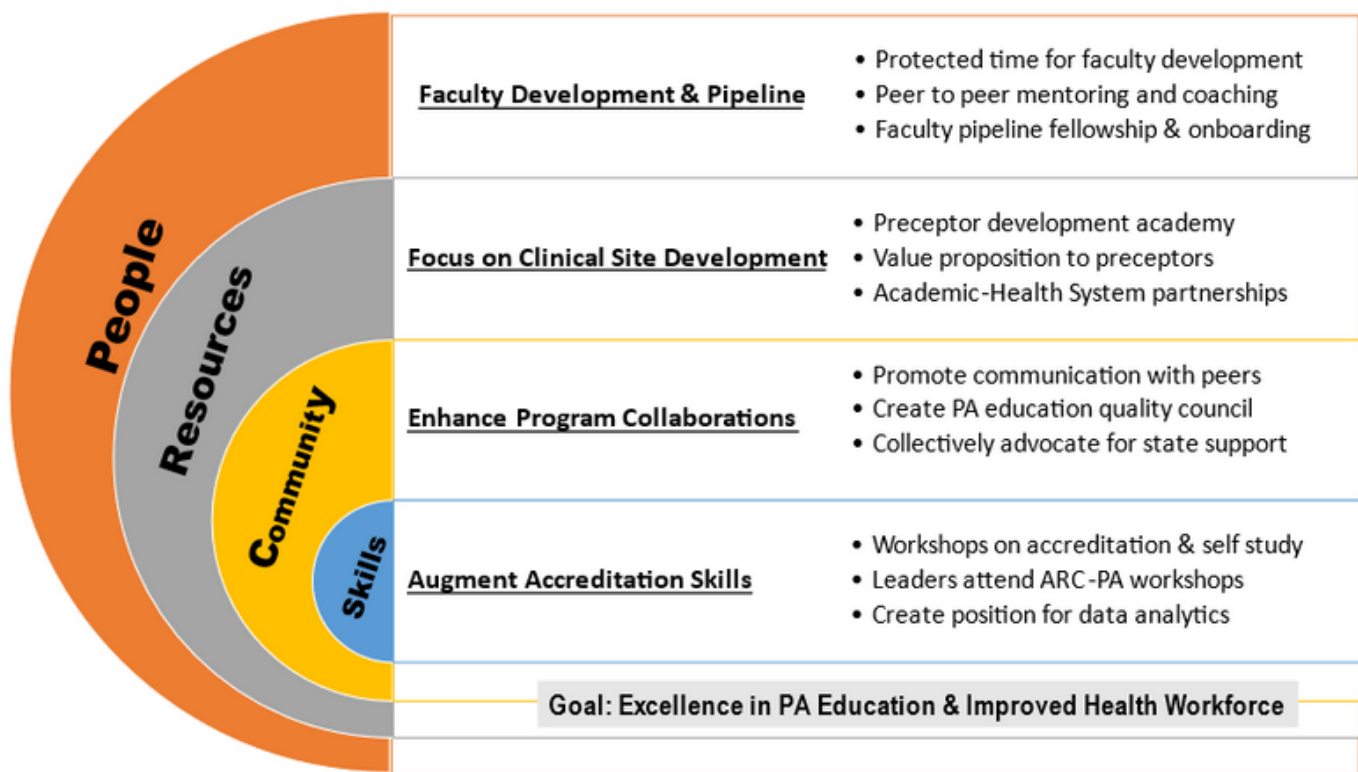 People
Faculty Development & Pipeline
• Protected time for faculty development
• Peer to peer mentoring and coaching
• Faculty pipeline fellowship & onboarding
Resources
Focus on Clinical Site Development
• Preceptor development academy
• Value proposition to preceptors
• Academic-Health System partnerships
Community
Enhance Program Collaborations
• Promote communication with peers
• Create PA education quality council
• Collectively advocate for state support
Skills
Augment Accreditation Skills
• Workshops on accreditation & self study
• Leaders attend ARC-PA workshops
• Create position for data analytics
Goal: Excellence in PA Education & Improved Health Workforce